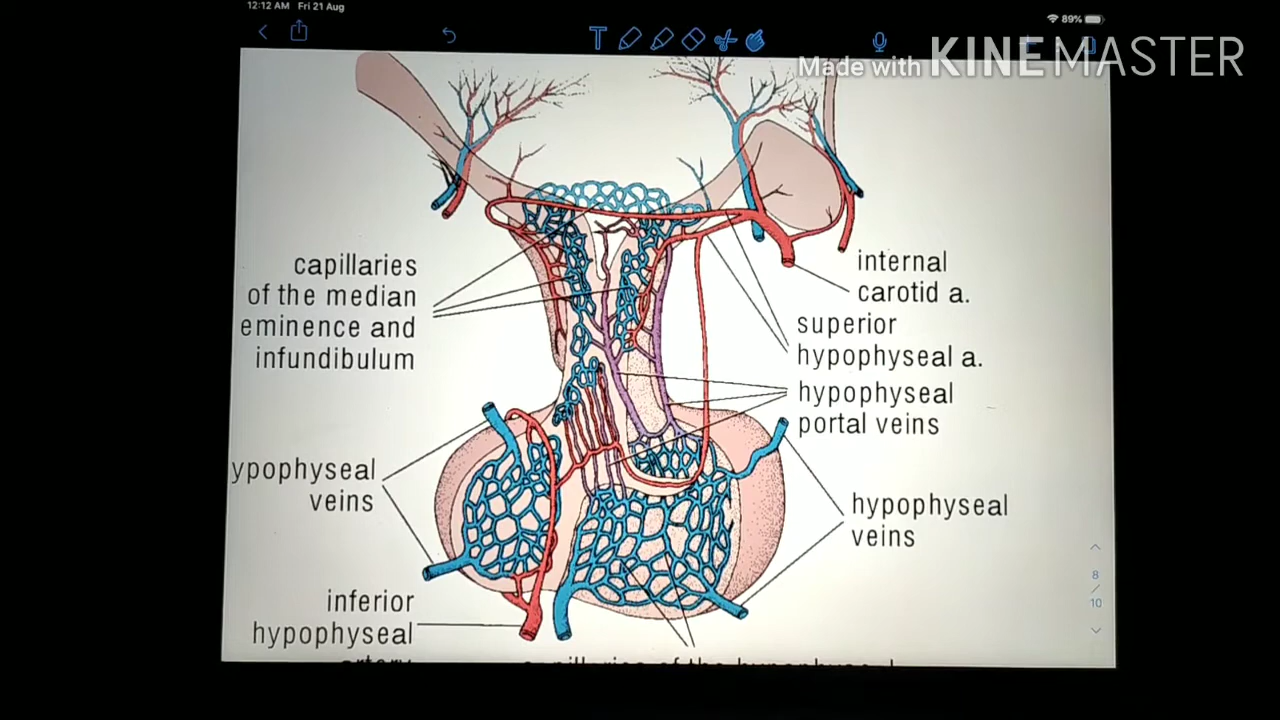 12:12 AM Fri 21 Aug
89%
T
Made with KINEMASTER
capillaries
of the median
eminence and
infundibulum
internal
carotid a.
superior
hypophyseal a.
hypophyseal
portal veins
ypophyseal
veins
hypophyseal
veins
inferior
hypophyseal
8
/
10